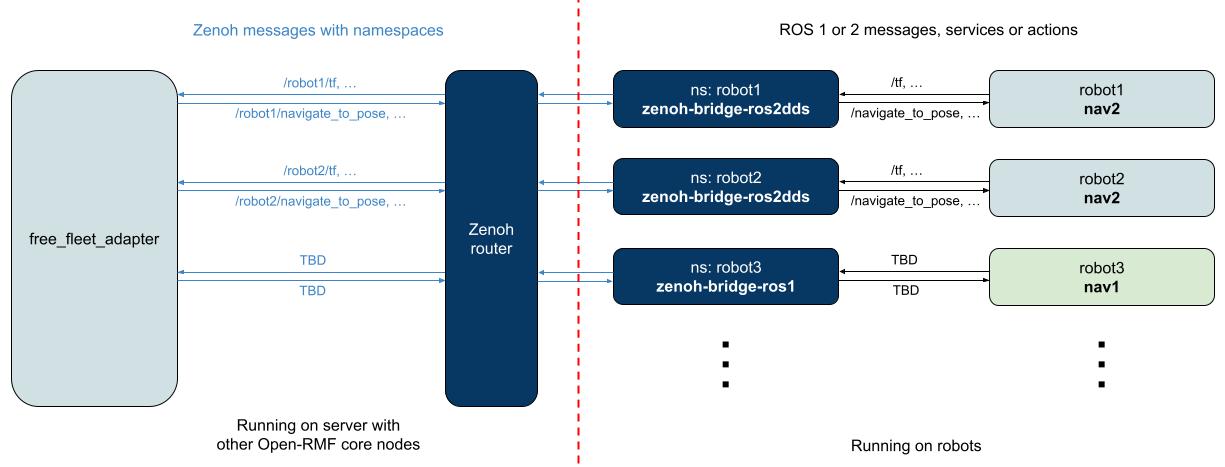 Zenoh messages with namespaces
ROS 1 or 2 messages, services or actions
free_fleet_adapter
/robot1/tf, …
/robot1/navigate_to_pose, …
/robot2/tf, …
/robot2/navigate_to_pose, …
TBD
TBD
Zenoh
router
ns: robot1
zenoh-bridge-ros2dds
/tf, …
/navigate_to_pose, …
robot1
nav2
ns: robot2
zenoh-bridge-ros2dds
/tf, …
/navigate_to_pose, …
robot2
nav2
ns: robot3
zenoh-bridge-ros1
TBD
TBD
robot3
nav1
Running on server with
other Open-RMF core nodes
Running on robots